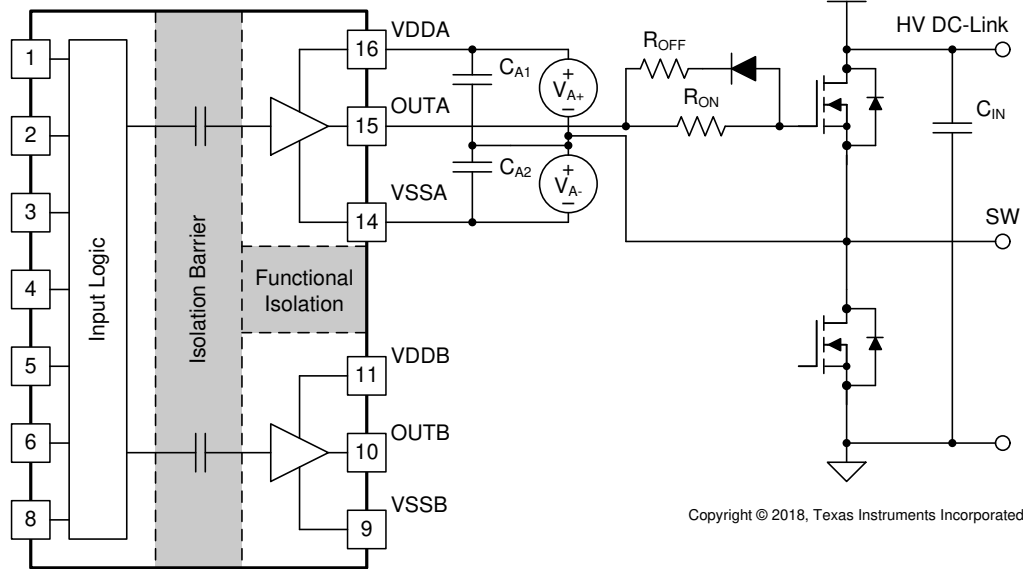 1
2
3
4
5
6
8
Input Logic
Isolation Barrier
Functional
Isolation
16
VDDA
15
OUTA
14
VSSA
11
VDDB
10
OUTB
9
VSSB
CA1
CA2
+
VA+
−
+
VA-
−
ROFF
RON
HV DC-Link
CIN
SW
Copyright © 2018, Texas Instruments Incorporated